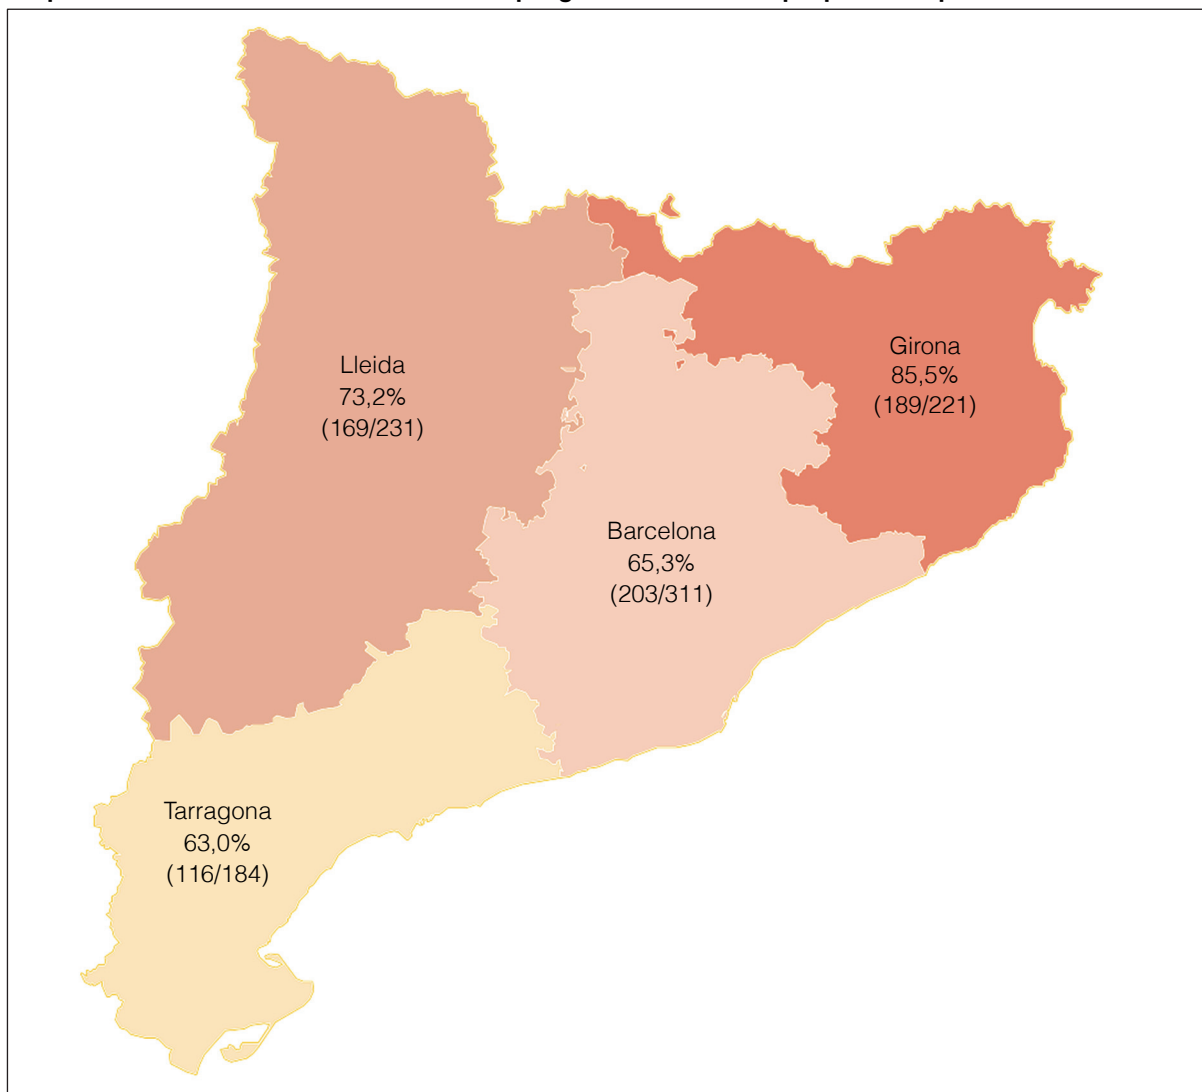 Lleida
73,2%
(169/231)
Girona
85,5%
(189/221)
Barcelona
65,3%
(203/311)
Tarragona
63,0%
(116/184)